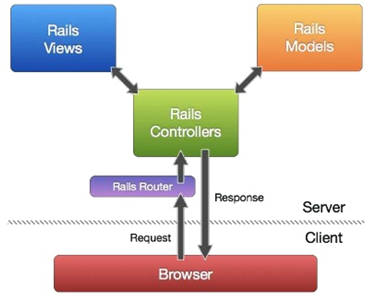 Rails
Views
Rails
Models
Rails
Controllers
Rails Router
Response
Server
Request
Client
Browser